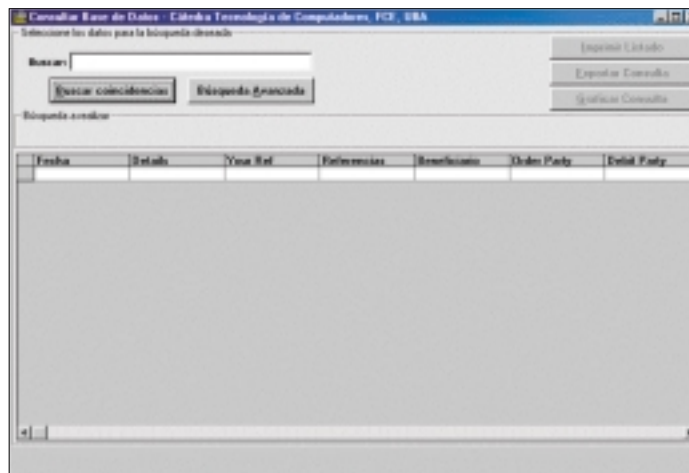 Consultar Base de Datos - Cátedra Tecnología de Computadores, FCE, UBA
Seleccione los datos para la búsqueda deseada
Buscar:
Buscar coincidencias
Búsqueda Avanzada
Imprimir Listado
Exportar Consulta
Graficar Consulta
Búsqueda a realizar
Fecha Details Your Ref Referencias Beneficiario Order Party Debit Party